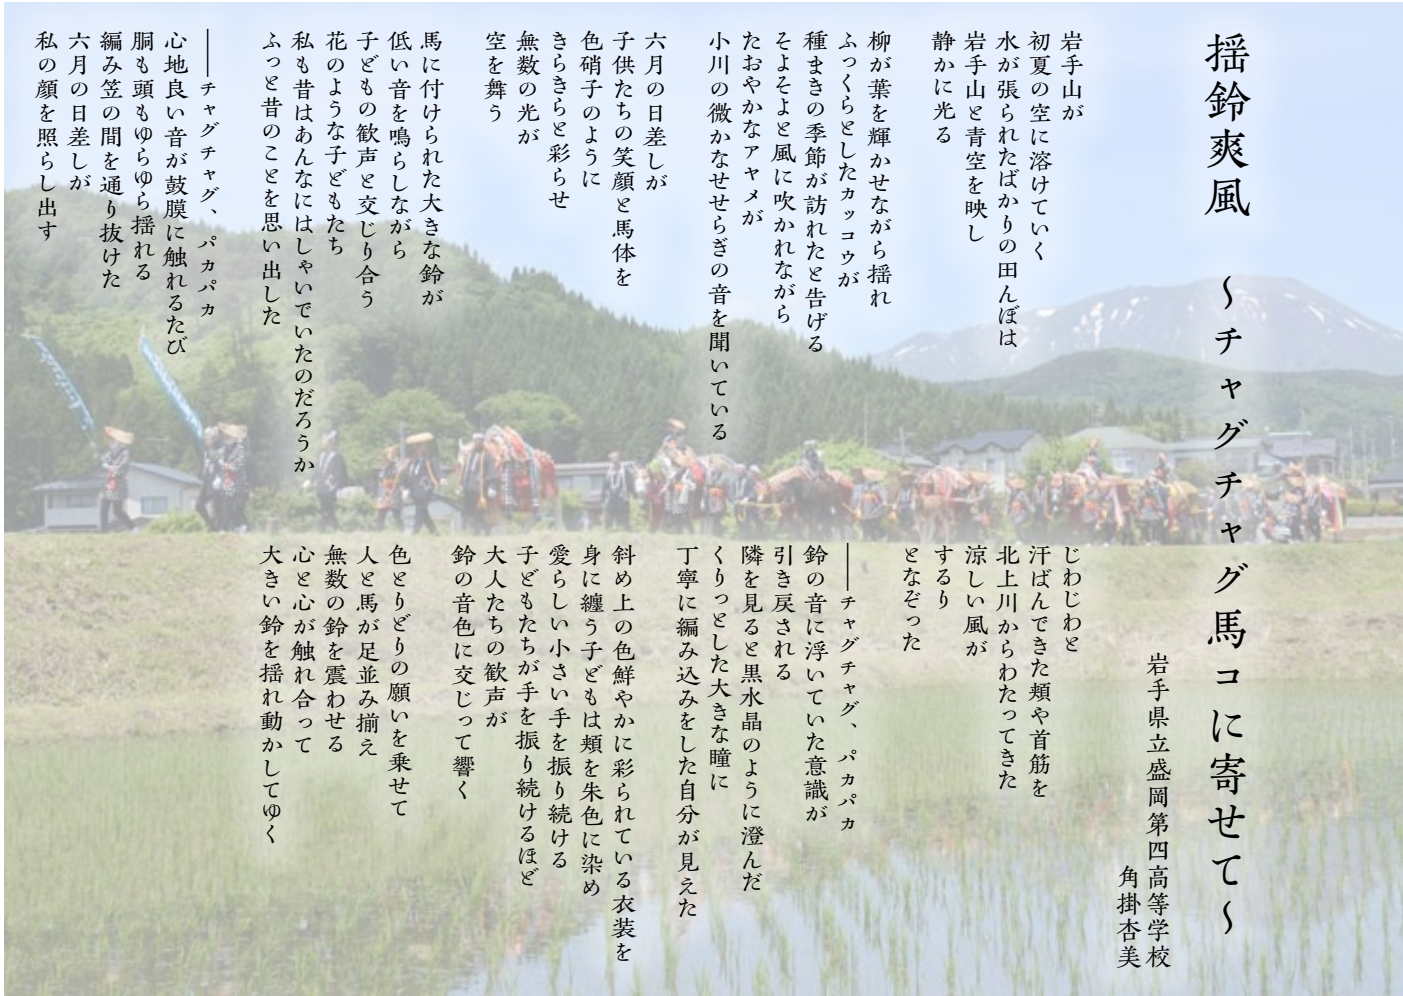 揺鈴爽風　～チャグチャグ馬コに寄せて～
岩手県立盛岡第四高等学校
角掛杏美
岩手山が
初夏の空に溶けていく
水が張られたばかりの田んぼは
岩手山と青空を映し
静かに光る
柳が葉を輝かせながら揺れ
ふっくらとしたカッコウが
種まきの季節が訪れたと告げる
そよそよと風に吹かれながら
たおやかなアヤメが
小川の微かなせせらぎの音を聞いている
六月の日差しが
子供たちの笑顔と馬体を
色硝子のように
きらきらと彩らせ
無数の光が
空を舞う
馬に付けられた大きな鈴が
低い音を鳴らしながら
子どもの歓声と交じり合う
花のような子どもたち
私も昔はあんなにはしゃいでいたのだろうか
ふっと昔のことを思い出した
――チャグチャグ、パカパカ
心地良い音が鼓膜に触れるたび
胴も頭もゆらゆら揺れる
編み笠の間を通り抜けた
六月の日差しが
私の顔を照らし出す
じわじわと
汗ばんできた頬や首筋を
北上川からわたってきた
涼しい風が
するり
となぞった
――チャグチャグ、パカパカ
鈴の音に浮いていた意識が
引き戻される
隣を見ると黒水晶のように澄んだ
くりっとした大きな瞳に
丁寧に編み込みをした自分が見えた
斜め上の色鮮やかに彩られている衣装を
身に纏う子どもは頬を朱色に染め
愛らしい小さい手を振り続ける
子どもたちが手を振り続けるほど
大人たちの歓声が
鈴の音色に交じって響く
色とりどりの願いを乗せて
人と馬が足並み揃え
無数の鈴を震わせる
心と心が触れ合って
大きい鈴を揺れ動かしてゆく